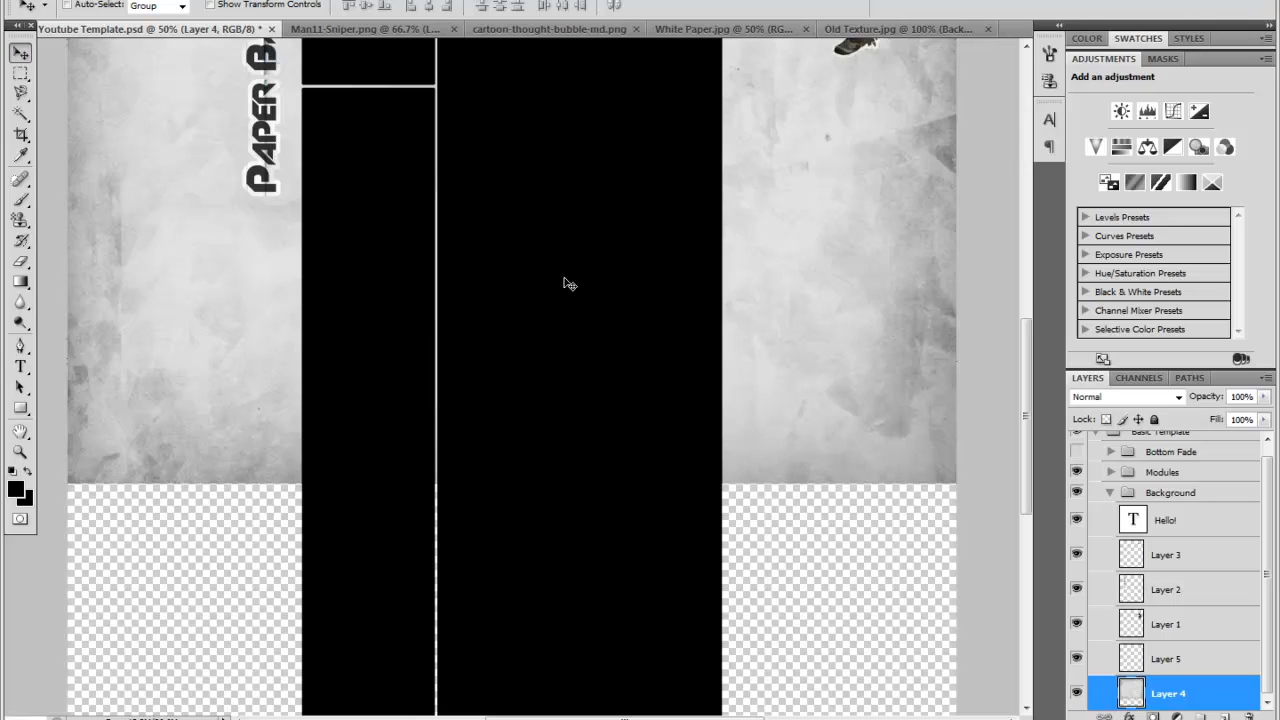 Auto-Select:
Group
Show Transform Controls
Youtube Template.psd @ 50% (Layer 4, RGB/8) *
Man11-Sniper.png @ 66.7% (L...
cartoon-thought-bubble-md.png
White Paper.jpg @ 50% (RG...
Old Texture.jpg @ 100% (Back...
COLOR
SWATCHES
STYLES
ADJUSTMENTS
MASKS
Add an adjustment
Levels Presets
Curves Presets
Exposure Presets
Hue/Saturation Presets
Black & White Presets
Channel Mixer Presets
Selective Color Presets
LAYERS
CHANNELS
PATHS
Normal
Opacity:
100%
Lock:
Fill:
100%
Basic Template
Bottom Fade
Modules
Background
T
Hello!
Layer 3
Layer 2
Layer 1
Layer 5
Layer 4
PAPER B